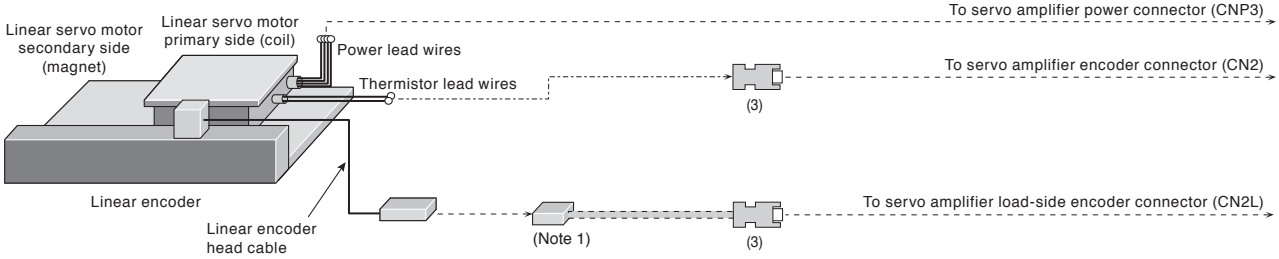 To servo amplifier power connector (CNP3)
Linear servo motor
secondary side
(magnet)
Linear servo motor
primary side (coil)
Power lead wires
Thermistor lead wires
To servo amplifier encoder connector (CN2)
(3)
Linear encoder
Linear encoder
head cable
(Note 1)
(3)
To servo amplifier load-side encoder connector (CN2L)